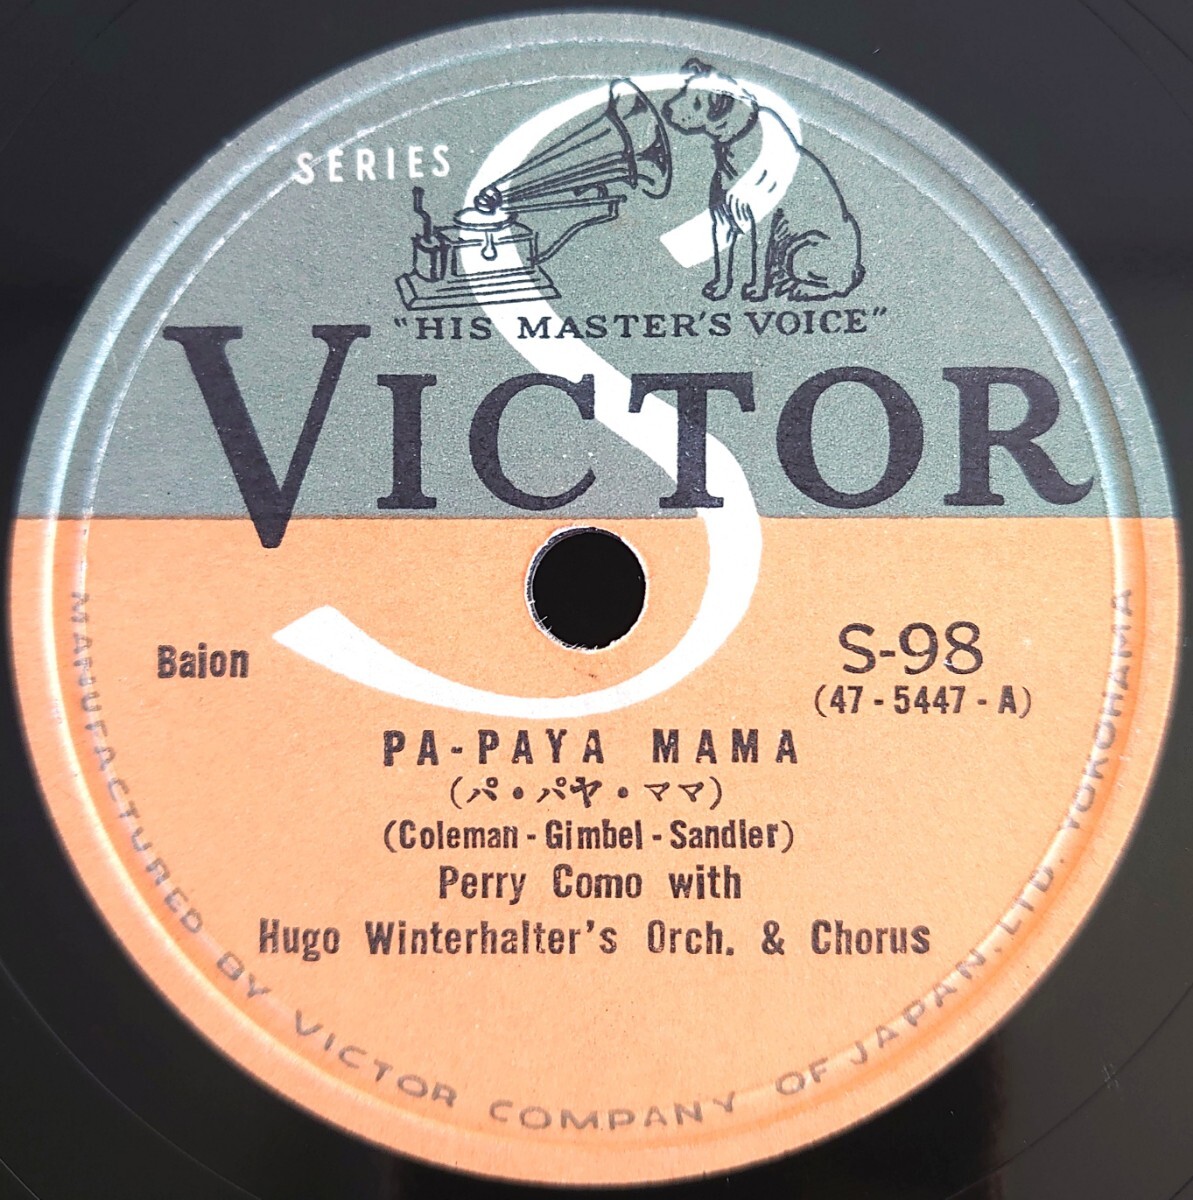 SERIES
S
"HIS MASTER'S VOICE"
VICTOR
Baion
S-98
(47-5447-A)
PA-PAYA MAMA
(パ・パヤ・ママ)
(Coleman-Gimbel-Sandler)
Perry Como with
Hugo Winterhalter's Orch. & Chorus
MANUFACTURED BY VICTOR COMPANY OF JAPAN, LTD. YOKOHAMA